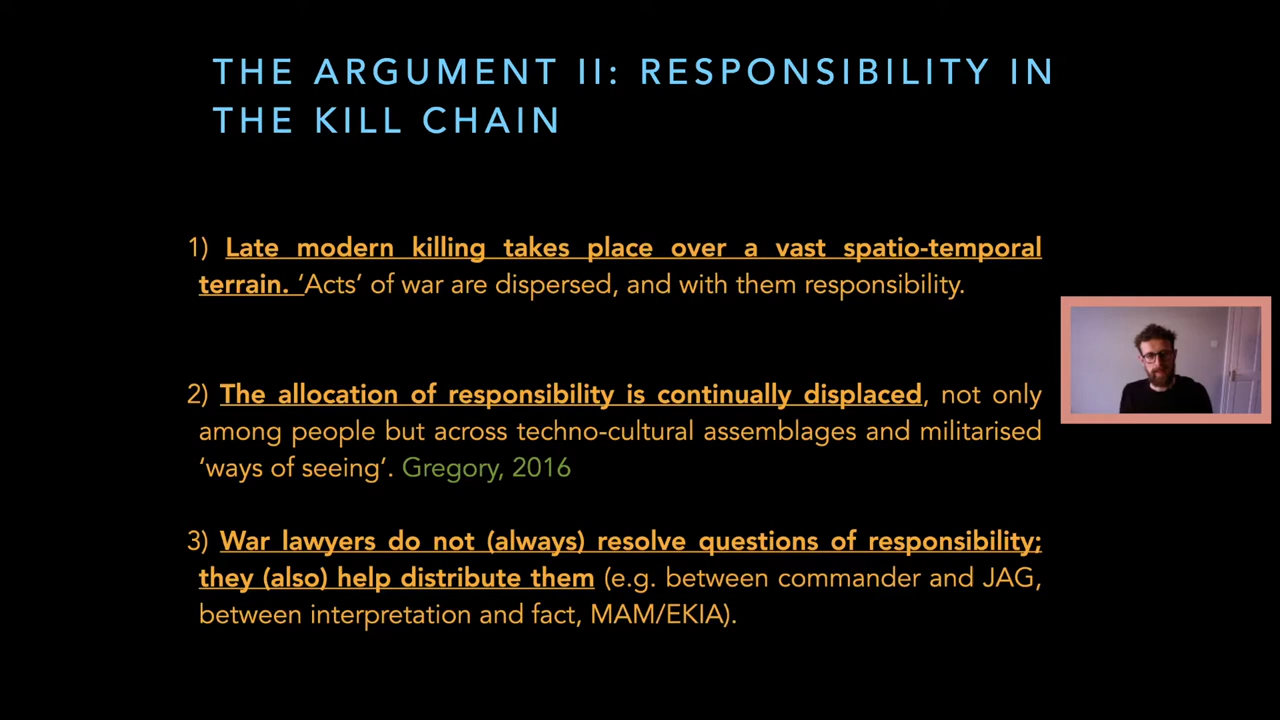 THE ARGUMENT II: RESPONSIBILITY IN
THE KILL CHAIN
1) Late modern killing takes place over a vast spatio-temporal
terrain. ‘Acts’ of war are dispersed, and with them responsibility.
2) The allocation of responsibility is continually displaced, not only
among people but across techno-cultural assemblages and militarised
‘ways of seeing’. Gregory, 2016
3) War lawyers do not (always) resolve questions of responsibility;
they (also) help distribute them (e.g. between commander and JAG,
between interpretation and fact, MAM/EKIA).